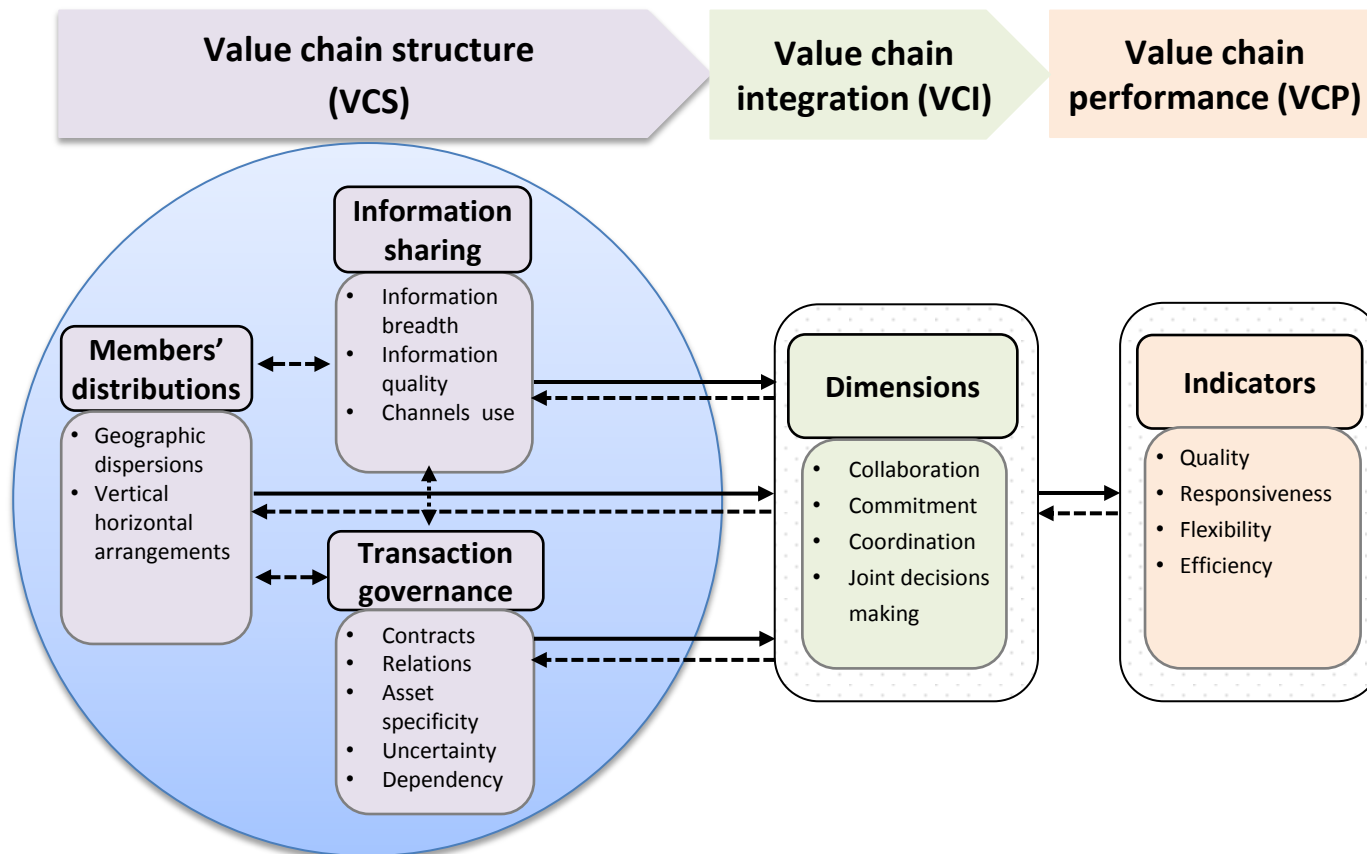 Value chain structure
(VCS)
Value chain
integration (VCI)
Value chain
performance (VCP)
Information
sharing
• Information
breadth
• Information
quality
• Channels use
Members’
distributions
• Geographic
dispersions
• Vertical
horizontal
arrangements
Transaction
governance
• Contracts
• Relations
• Asset
specificity
• Uncertainty
• Dependency
Dimensions
• Collaboration
• Commitment
• Coordination
• Joint decisions
making
Indicators
• Quality
• Responsiveness
• Flexibility
• Efficiency